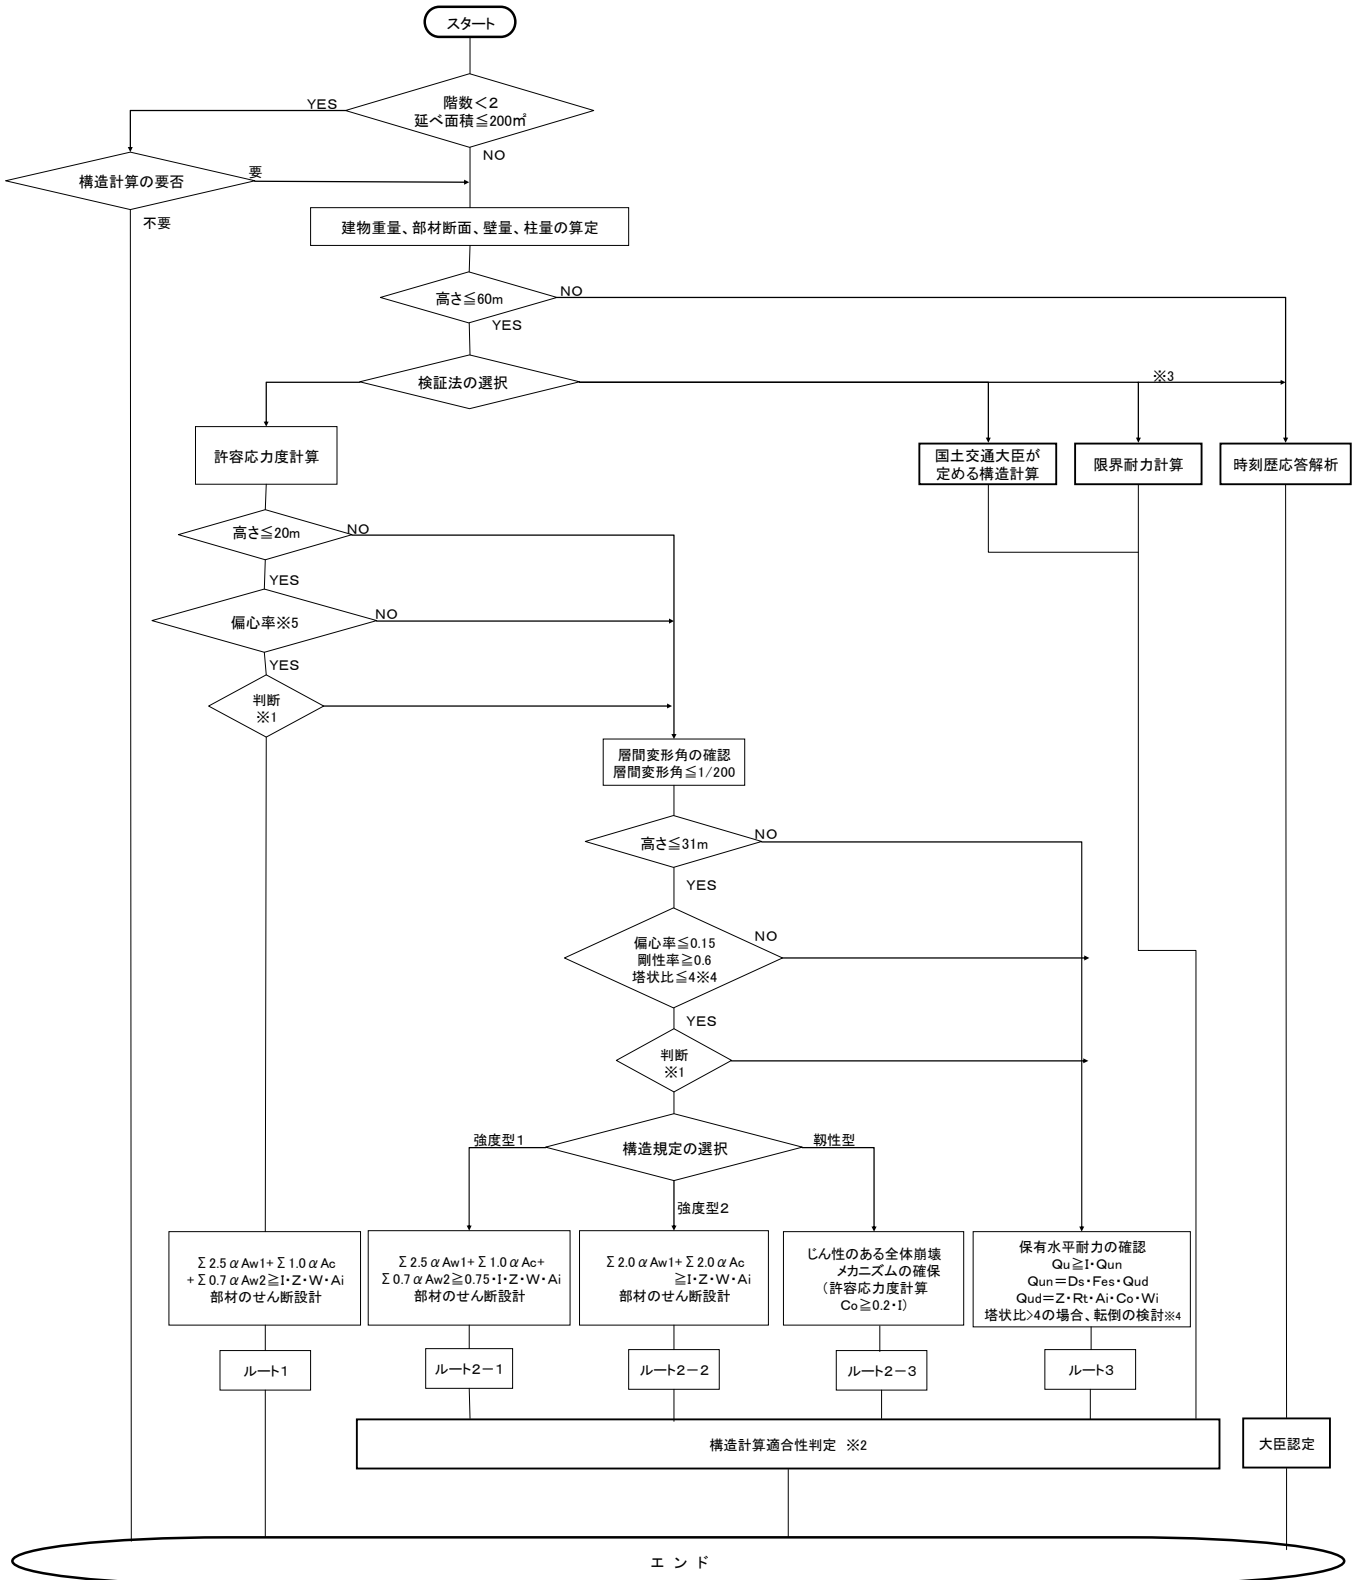 スタート
階数<2
延べ面積≦200㎡
YES
NO
構造計算の要否
要
不要
建物重量、部材断面、壁量、柱量の算定
高さ≦60m
NO
YES
検証法の選択
※3
許容応力度計算
国土交通大臣が
定める構造計算
限界耐力計算
時刻歴応答解析
高さ≦20m
NO
YES
偏心率※5
NO
YES
判断
※1
層間変形角の確認
層間変形角≦1/200
高さ≦31m
NO
YES
偏心率≦0.15
剛性率≧0.6
塔状比≦4※4
NO
YES
判断
※1
構造規定の選択
強度型1
靱性型
強度型2
Σ2.5αAw1+Σ1.0αAc
+Σ0.7αAw2≧I・Z・W・Ai
部材のせん断設計
Σ2.5αAw1+Σ1.0αAc+
Σ0.7αAw2≧0.75・I・Z・W・Ai
部材のせん断設計
Σ2.0αAw1+Σ2.0αAc
≧I・Z・W・Ai
部材のせん断設計
じん性のある全体崩壊
メカニズムの確保
(許容応力度計算
Co≧0.2・I)
保有水平耐力の確認
Qu≧I・Qun
Qun=Ds・Fes・Qud
Qud=Z・Rt・Ai・Co・Wi
塔状比>4の場合、転倒の検討※4
ルート1
ルート2-1
ルート2-2
ルート2-3
ルート3
構造計算適合性判定 ※2
大臣認定
エンド